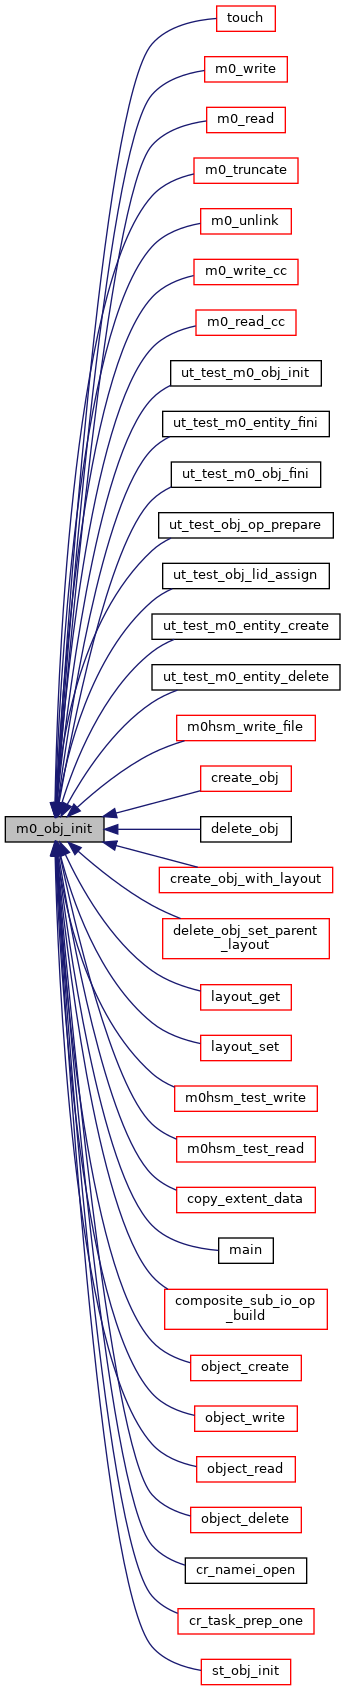 touch
m0_write
m0_read
m0_truncate
m0_unlink
m0_write_cc
m0_read_cc
ut_test_m0_obj_init
ut_test_m0_entity_fini
ut_test_m0_obj_fini
ut_test_obj_op_prepare
ut_test_obj_lid_assign
ut_test_m0_entity_create
ut_test_m0_entity_delete
m0hsm_write_file
create_obj
m0_obj_init
delete_obj
create_obj_with_layout
delete_obj_set_parent
_layout
layout_get
layout_set
m0hsm_test_write
m0hsm_test_read
copy_extent_data
main
composite_sub_io_op
_build
object_create
object_write
object_read
object_delete
cr_namei_open
cr_task_prep_one
st_obj_init